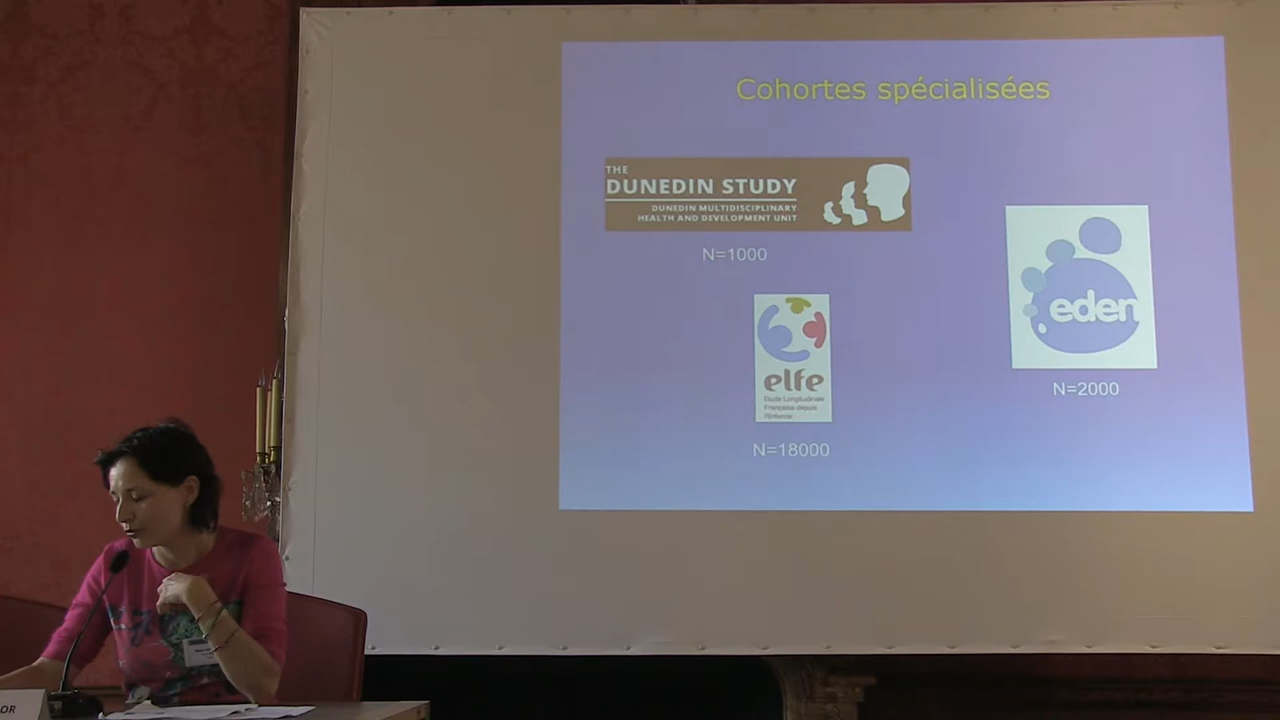 Cohortes spécialisées
THE
DUNEDIN STUDY
DUNEDIN MULTIDISCIPLINARY
HEALTH AND DEVELOPMENT UNIT
N=1000
eden
N=2000
elfe
Etude Longitudinale
Française depuis
l'Enfance
N=18000
OR